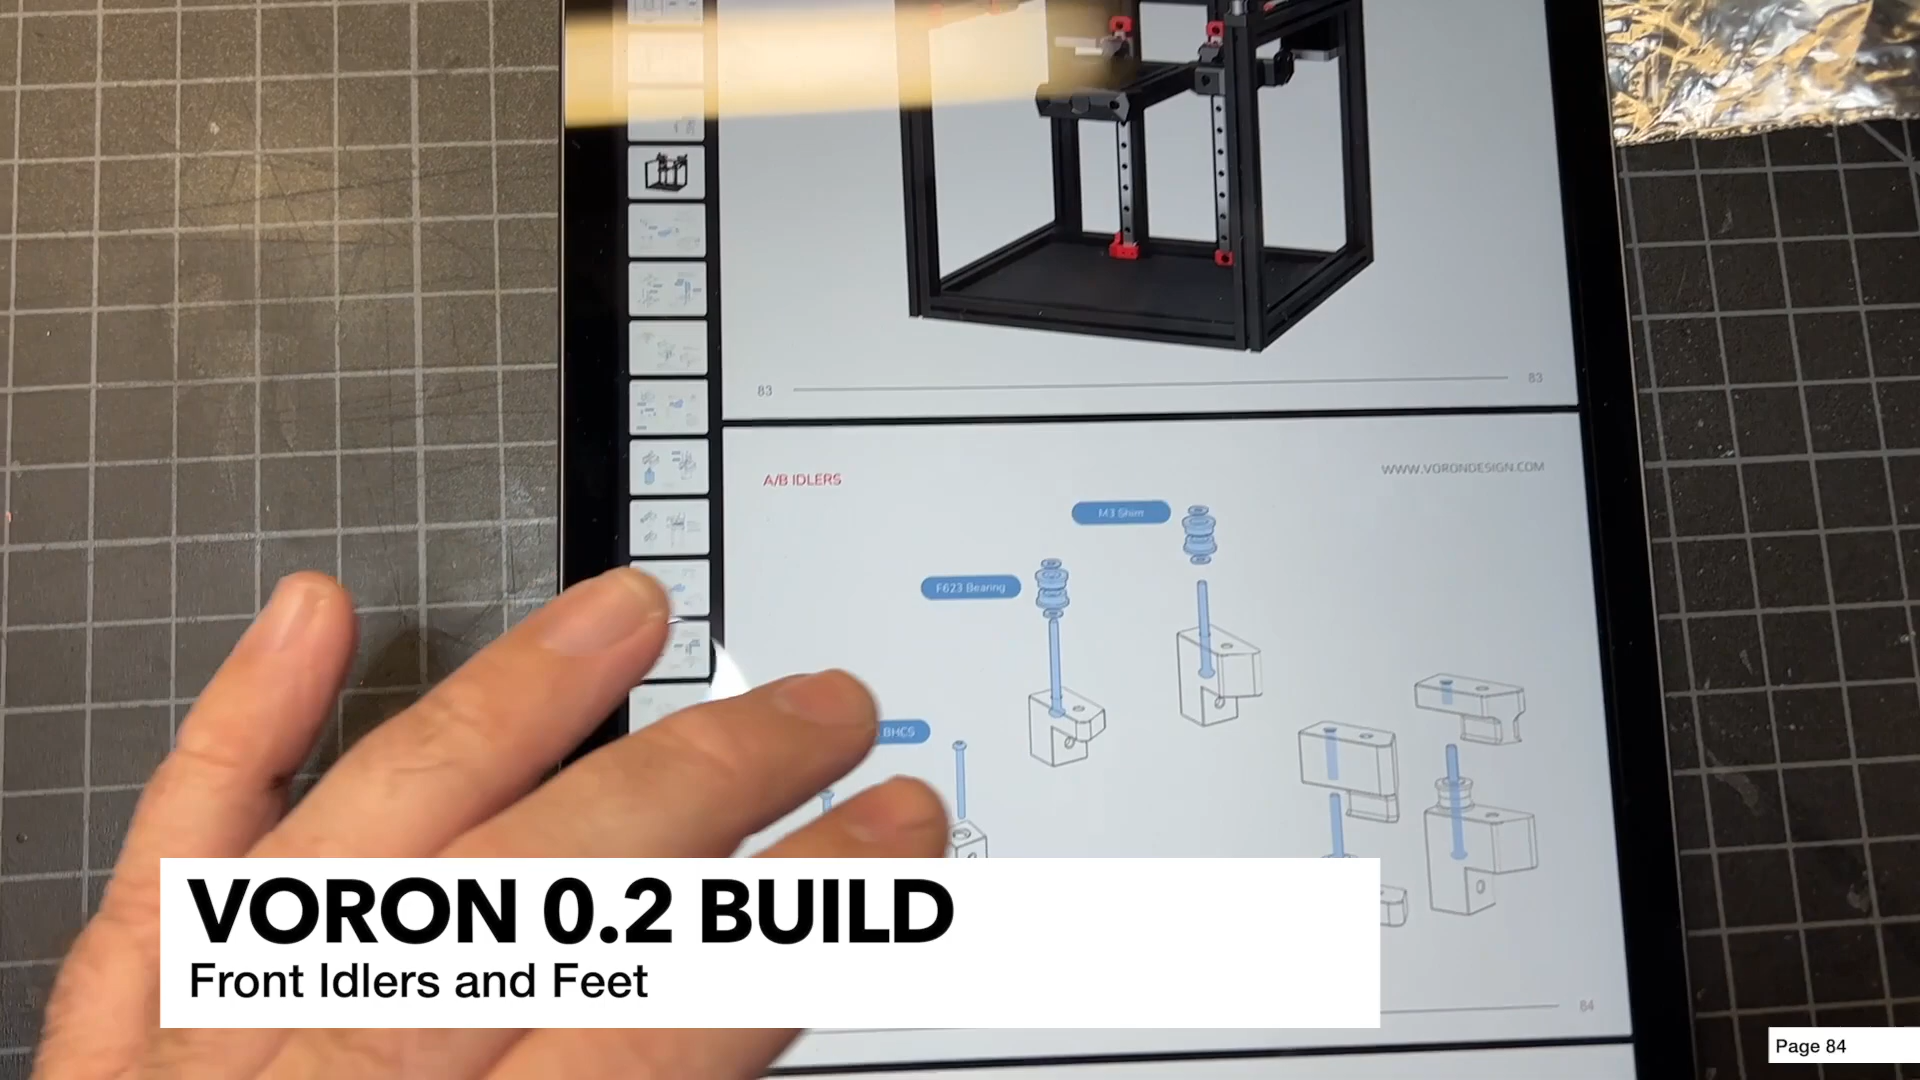 83
83
A/B IDLERS
WWW.VORONDESIGN.COM
M3 Shim
F623 Bearing
BHCS
84
VORON 0.2 BUILD
Front Idlers and Feet
Page 84